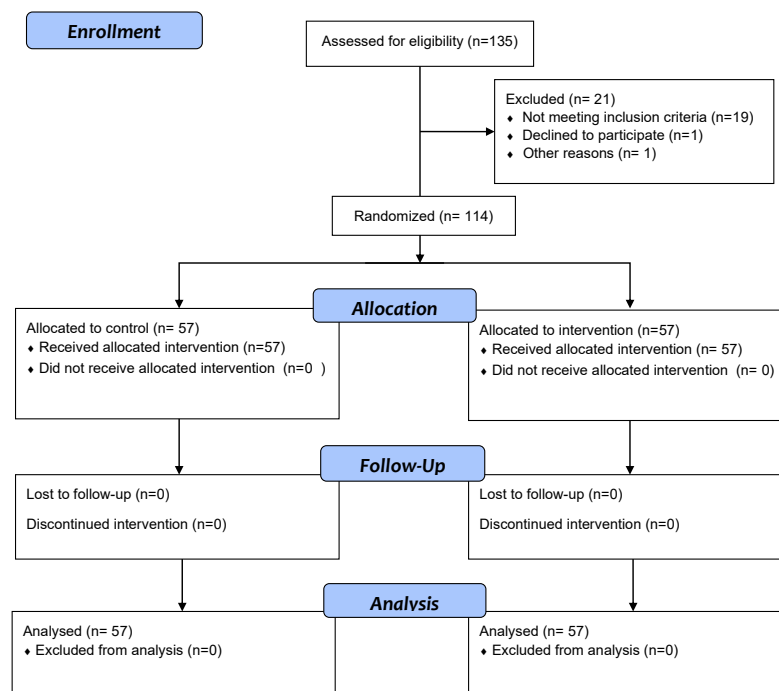 Enrollment
Assessed for eligibility (n=135)
Excluded (n= 21)
♦ Not meeting inclusion criteria (n=19)
♦ Declined to participate (n=1)
♦ Other reasons (n= 1)
Randomized (n= 114)
Allocation
Allocated to control (n= 57)
♦ Received allocated intervention (n=57)
♦ Did not receive allocated intervention (n=0 )
Allocated to intervention (n=57)
♦ Received allocated intervention (n= 57)
♦ Did not receive allocated intervention (n= 0)
Follow-Up
Lost to follow-up (n=0)
Discontinued intervention (n=0)
Lost to follow-up (n=0)
Discontinued intervention (n=0)
Analysis
Analysed (n= 57)
♦ Excluded from analysis (n=0)
Analysed (n= 57)
♦ Excluded from analysis (n=0)